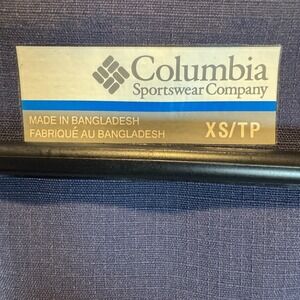 Columbia
Sportswear Company
MADE IN BANGLADESH
FABRIQUÉ AU BANGLADESH
XS/TP